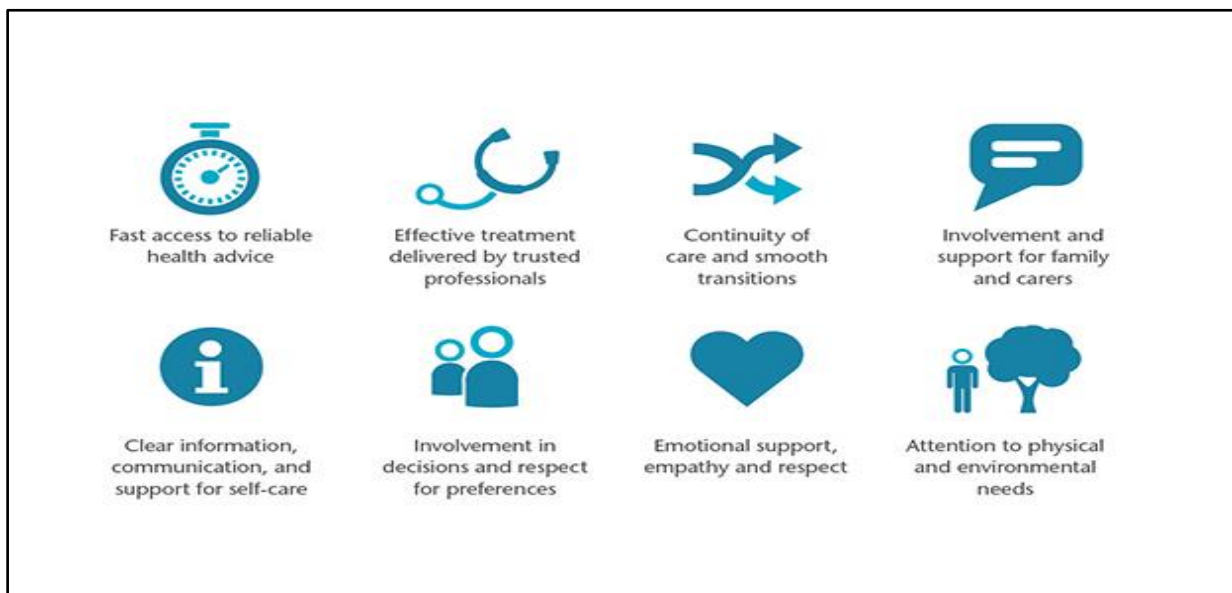 Fast access to reliable
health advice
Effective treatment
delivered by trusted
professionals
Continuity of
care and smooth
transitions
Involvement and
support for family
and carers
Clear information,
communication, and
support for self-care
Involvement in
decisions and respect
for preferences
Emotional support,
empathy and respect
Attention to physical
and environmental
needs